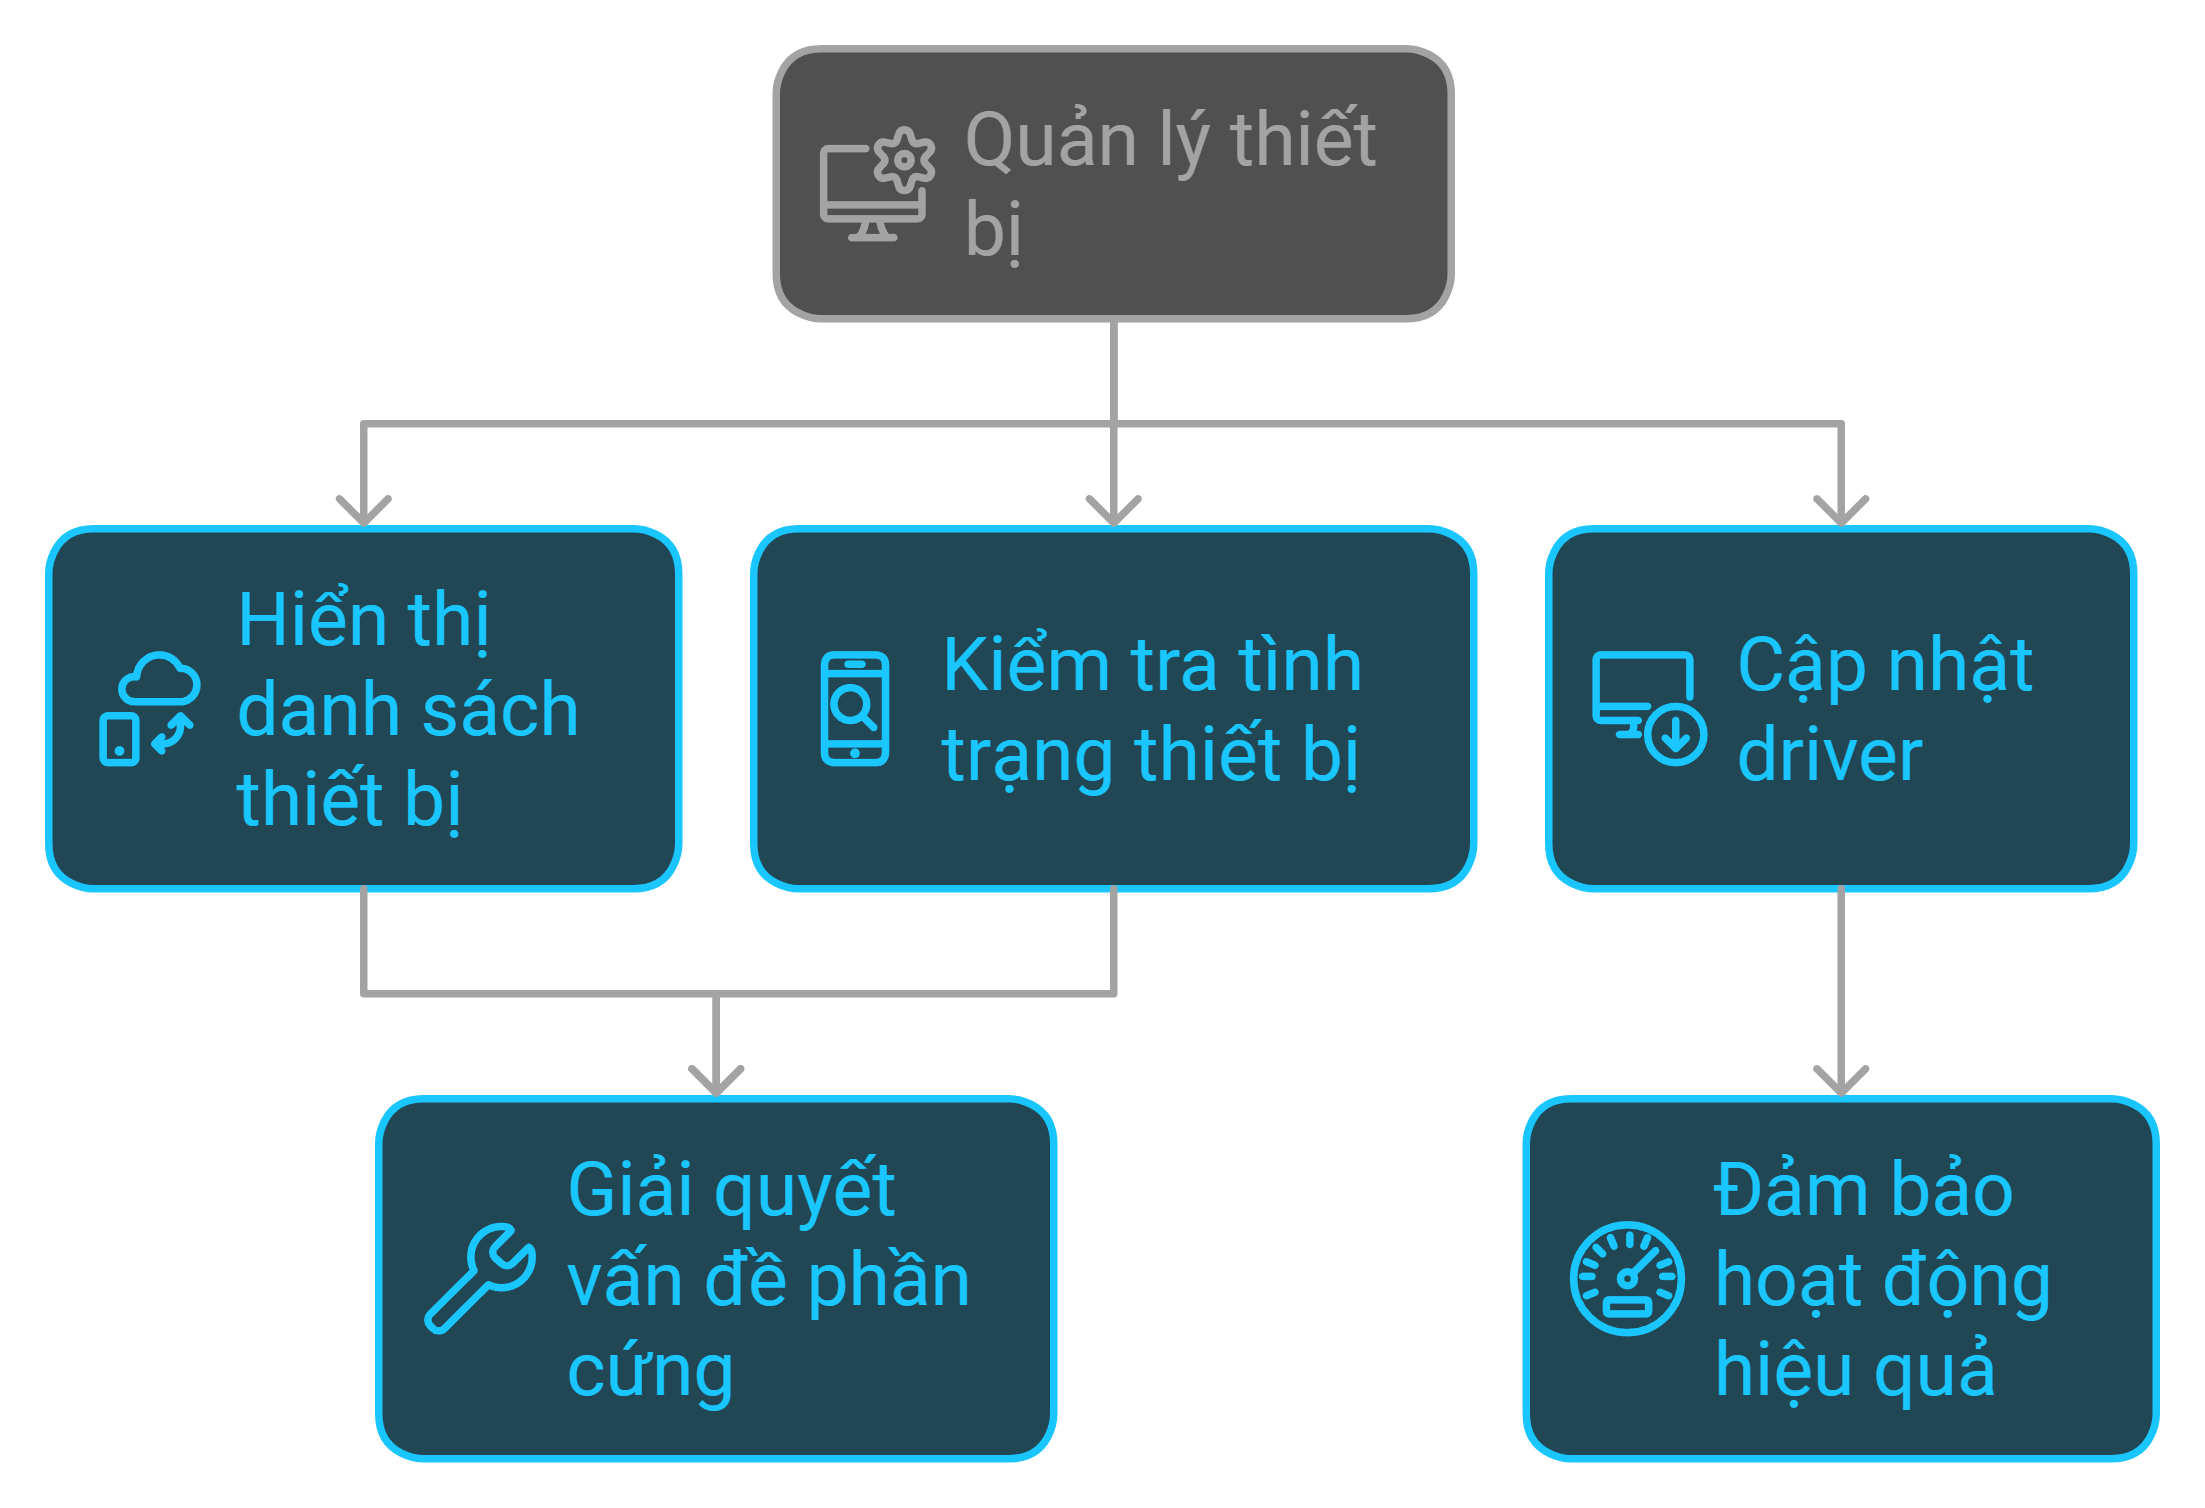 Quản lý thiết
bị
Hiển thị
danh sách
thiết bị
Kiểm tra tình
trạng thiết bị
Cập nhật
driver
Giải quyết
vấn đề phần
cứng
Đảm bảo
hoạt động
hiệu quả